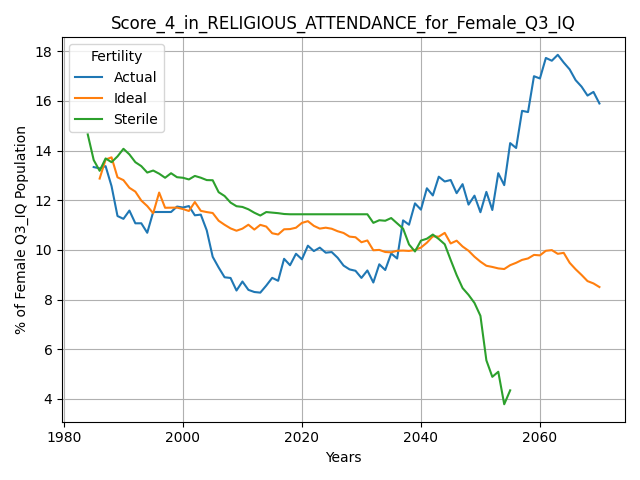 Score_4_in_RELIGIOUS_ATTENDANCE_for_Female_Q3_IQ
Fertility
Actual
Ideal
Sterile
% of Female Q3_IQ Population
18
16
14
12
10
8
6
4
1980 2000 2020 2040 2060
Years